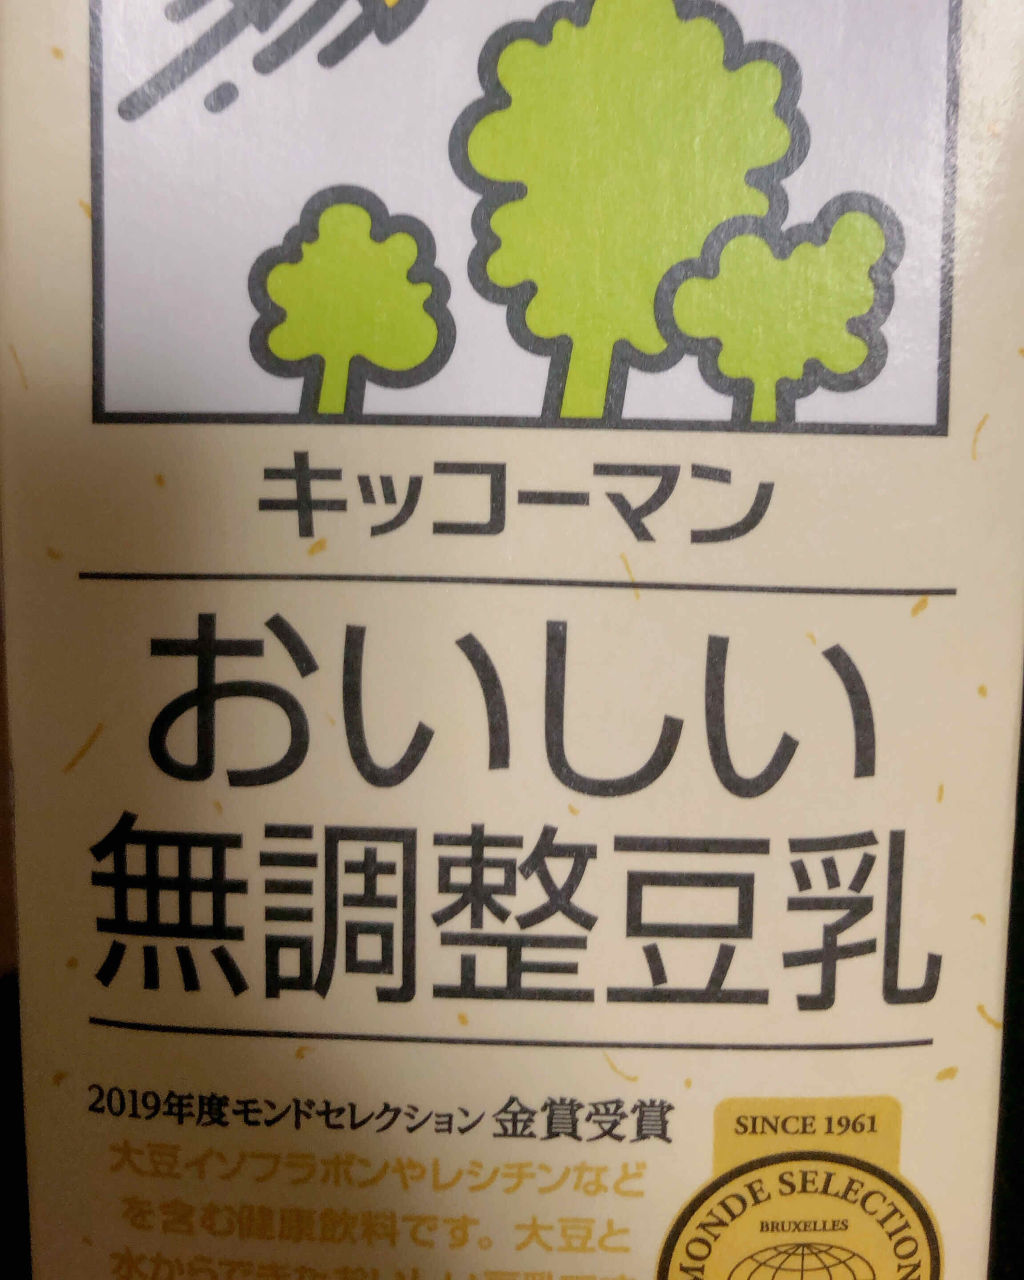 キッコーマン
おいしい
無調整豆乳
2019年度モンドセレクション 金賞受賞
SINCE 1961
MONDE SELECTION
BRUXELLES
大豆イソフラボンやレシチンなど
を含む健康飲料です。大豆と